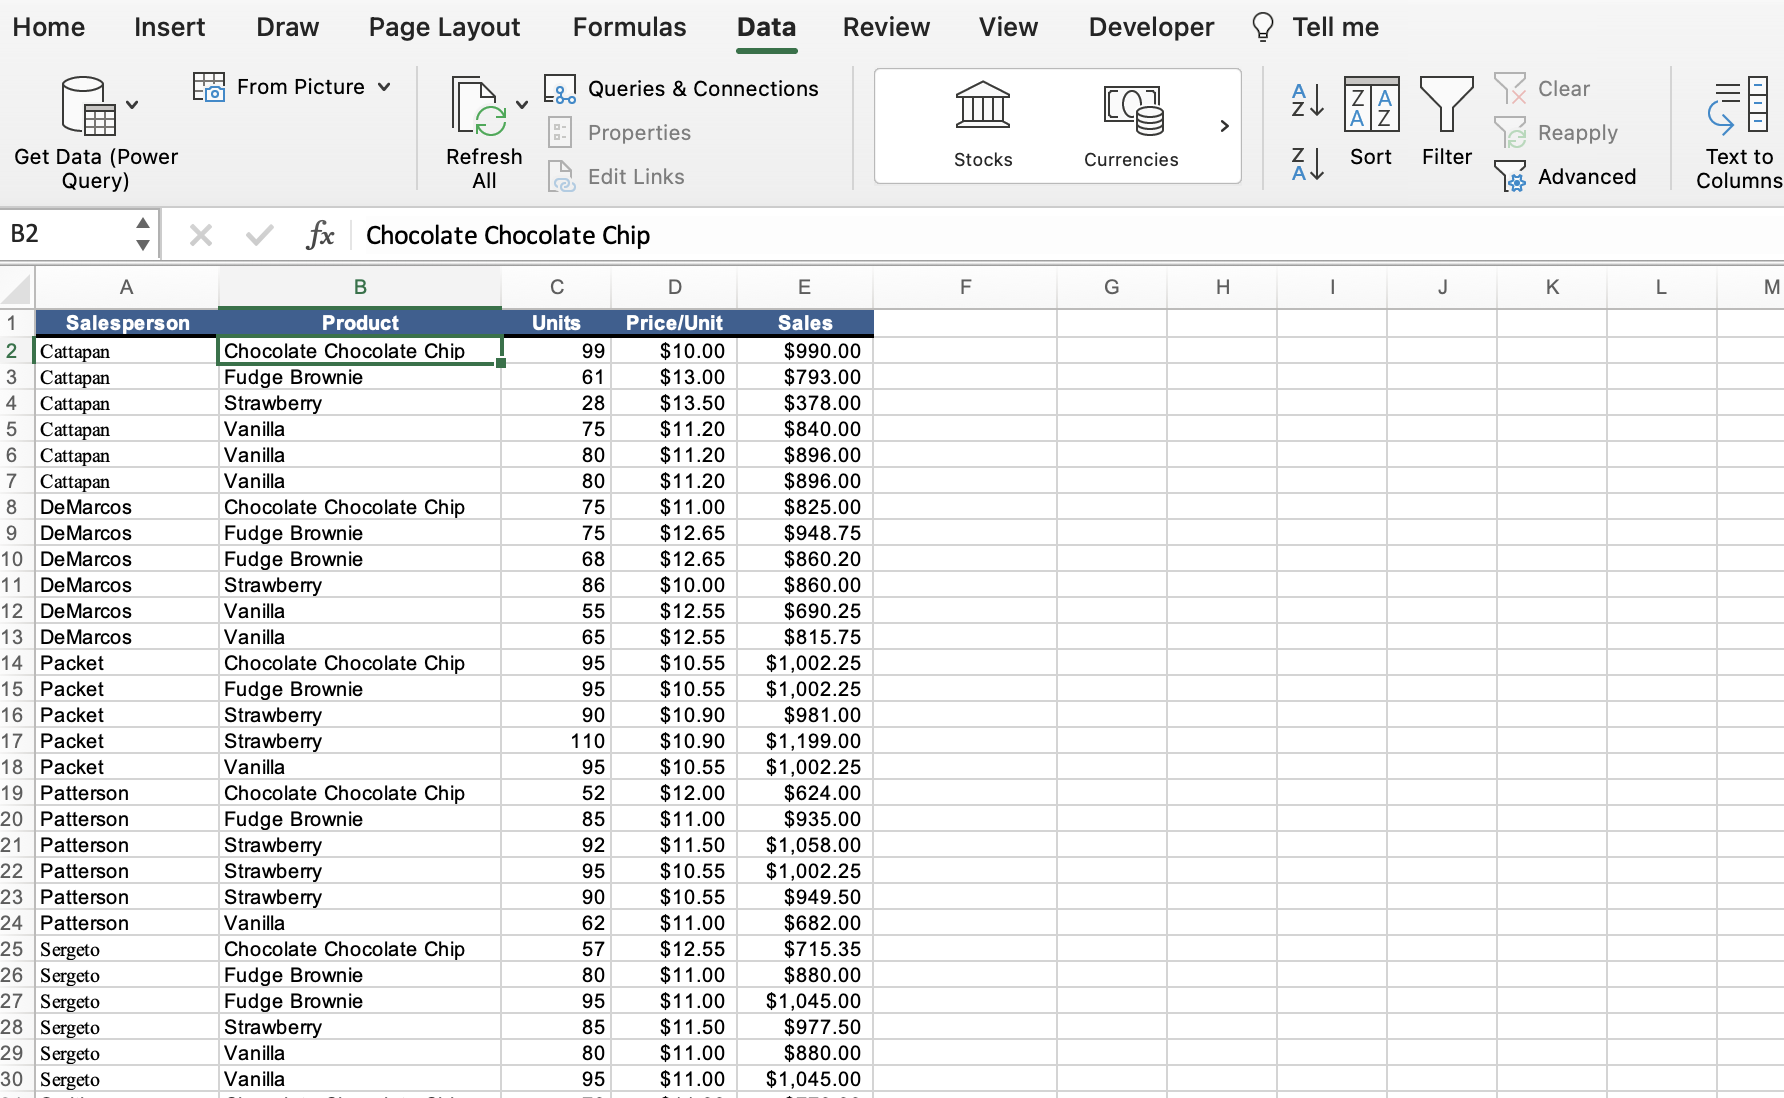 Home Insert Draw Page Layout Formulas Data Review View Developer Tell me
Get Data (Power Query)
From Picture
Refresh All
Queries & Connections
Properties
Edit Links
Stocks
Currencies
Sort
Filter
Clear
Reapply
Advanced
Text to Columns
B2 fx Chocolate Chocolate Chip
A B C D E F G H I J K L M
1 Salesperson Product Units Price/Unit Sales
2 Cattapan Chocolate Chocolate Chip 99 $10.00 $990.00
3 Cattapan Fudge Brownie 61 $13.00 $793.00
4 Cattapan Strawberry 28 $13.50 $378.00
5 Cattapan Vanilla 75 $11.20 $840.00
6 Cattapan Vanilla 80 $11.20 $896.00
7 Cattapan Vanilla 80 $11.20 $896.00
8 DeMarcos Chocolate Chocolate Chip 75 $11.00 $825.00
9 DeMarcos Fudge Brownie 75 $12.65 $948.75
10 DeMarcos Fudge Brownie 68 $12.65 $860.20
11 DeMarcos Strawberry 86 $10.00 $860.00
12 DeMarcos Vanilla 55 $12.55 $690.25
13 DeMarcos Vanilla 65 $12.55 $815.75
14 Packet Chocolate Chocolate Chip 95 $10.55 $1,002.25
15 Packet Fudge Brownie 95 $10.55 $1,002.25
16 Packet Strawberry 90 $10.90 $981.00
17 Packet Strawberry 110 $10.90 $1,199.00
18 Packet Vanilla 95 $10.55 $1,002.25
19 Patterson Chocolate Chocolate Chip 52 $12.00 $624.00
20 Patterson Fudge Brownie 85 $11.00 $935.00
21 Patterson Strawberry 92 $11.50 $1,058.00
22 Patterson Strawberry 95 $10.55 $1,002.25
23 Patterson Strawberry 90 $10.55 $949.50
24 Patterson Vanilla 62 $11.00 $682.00
25 Sergeto Chocolate Chocolate Chip 57 $12.55 $715.35
26 Sergeto Fudge Brownie 80 $11.00 $880.00
27 Sergeto Fudge Brownie 95 $11.00 $1,045.00
28 Sergeto Strawberry 85 $11.50 $977.50
29 Sergeto Vanilla 80 $11.00 $880.00
30 Sergeto Vanilla 95 $11.00 $1,045.00